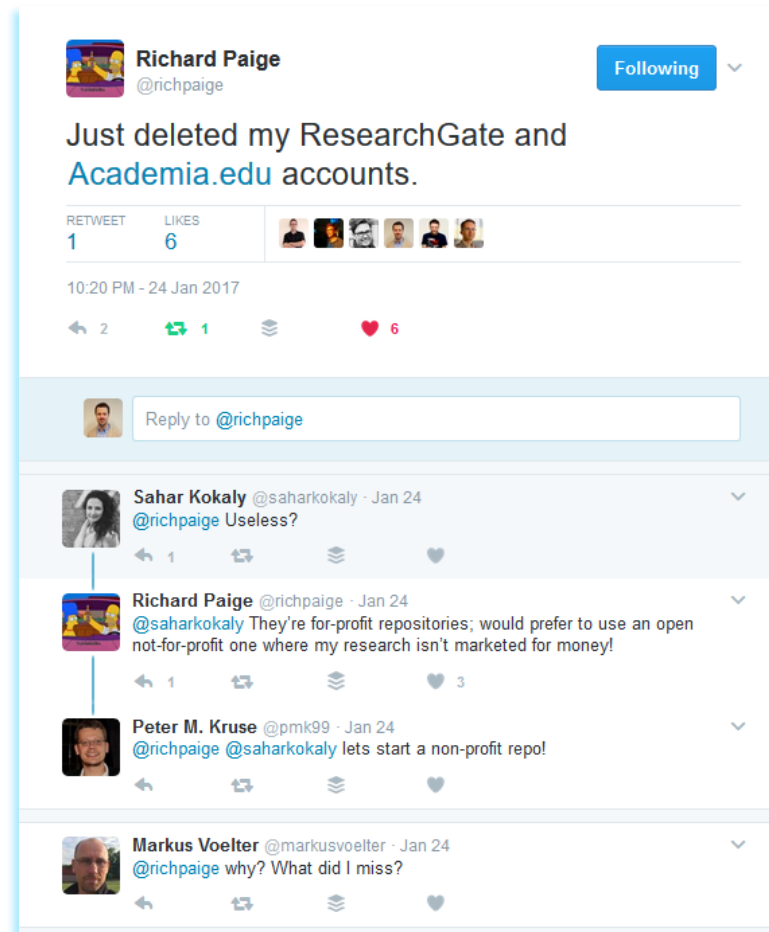 Richard Paige
@richpaige
Following
Just deleted my ResearchGate and
Academia.edu accounts.
RETWEET LIKES
1 6
10:20 PM - 24 Jan 2017
2 1 6
Reply to @richpaige
Sahar Kokaly @saharkokaly · Jan 24
@richpaige Useless?
1
Richard Paige @richpaige · Jan 24
@saharkokaly They're for-profit repositories; would prefer to use an open
not-for-profit one where my research isn't marketed for money!
1 3
Peter M. Kruse @pmk99 · Jan 24
@richpaige @saharkokaly lets start a non-profit repo!
Markus Voelter @markusvoelter · Jan 24
@richpaige why? What did I miss?